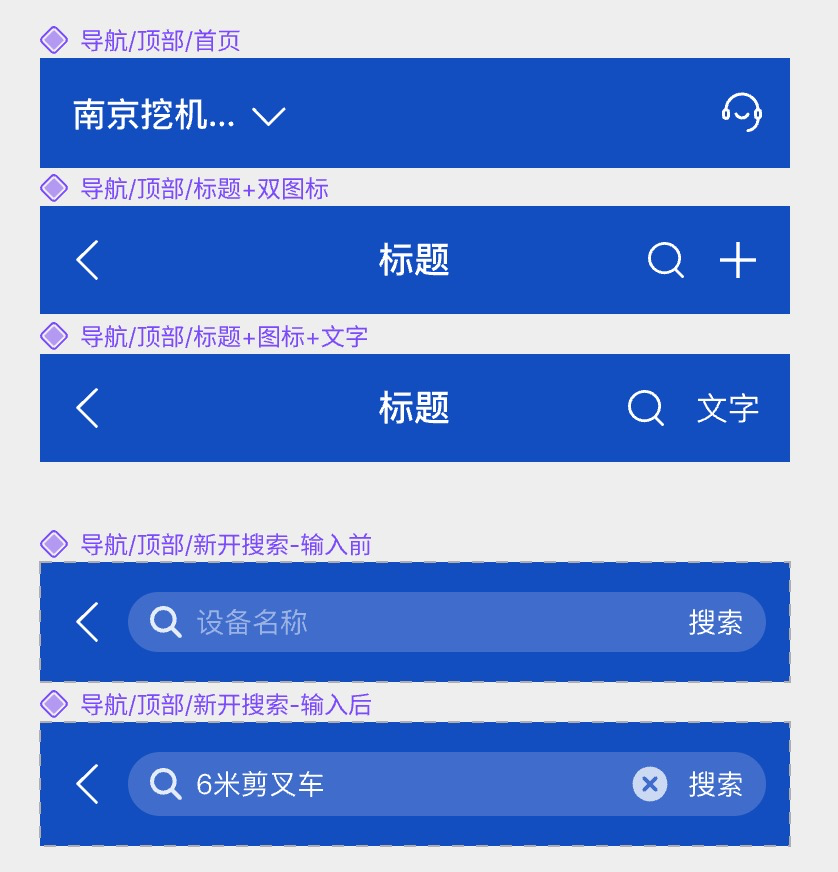 导航/顶部/首页
南京挖机...
导航/顶部/标题+双图标
标题
导航/顶部/标题+图标+文字
标题 文字
导航/顶部/新开搜索-输入前
设备名称 搜索
导航/顶部/新开搜索-输入后
6米剪叉车 搜索